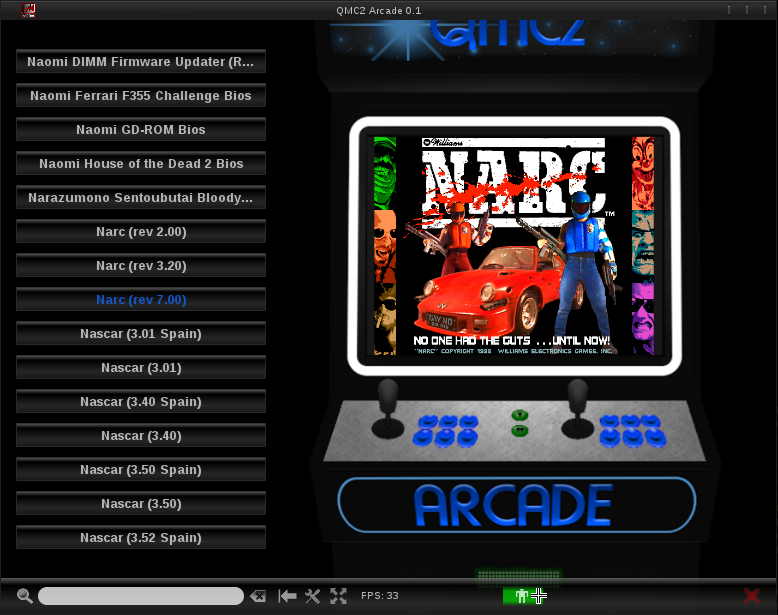 QMC2 Arcade 0.1
QMC2
Naomi DIMM Firmware Updater (R...
Naomi Ferrari F355 Challenge Bios
Naomi GD-ROM Bios
Naomi House of the Dead 2 Bios
Narazumono Sentoubutai Bloody...
Narc (rev 2.00)
Narc (rev 3.20)
Narc (rev 7.00)
Nascar (3.01 Spain)
Nascar (3.01)
Nascar (3.40 Spain)
Nascar (3.40)
Nascar (3.50 Spain)
Nascar (3.50)
Nascar (3.52 Spain)
Williams
NARC
TM
SAY NO
NO ONE HAD THE GUTS ...UNTIL NOW!
"NARC" COPYRIGHT 1988 WILLIAMS ELECTRONICS GAMES, INC.
ARCADE
FPS: 33